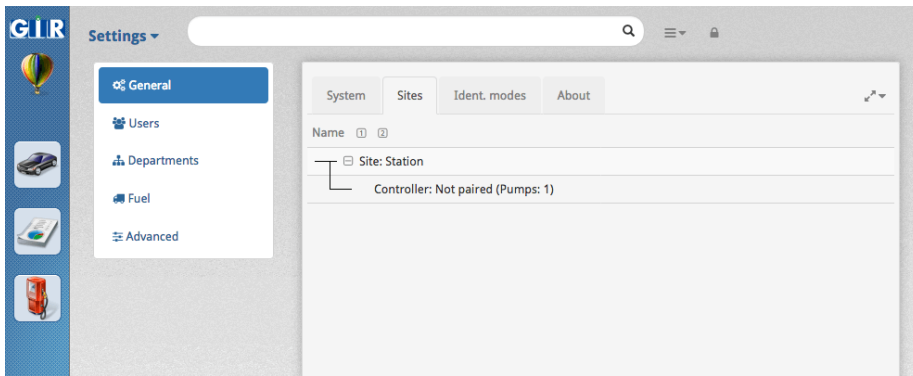 GIR
Settings
General
Users
Departments
Fuel
Advanced
System Sites Ident. modes About
Name 1 2
Site: Station
Controller: Not paired (Pumps: 1)